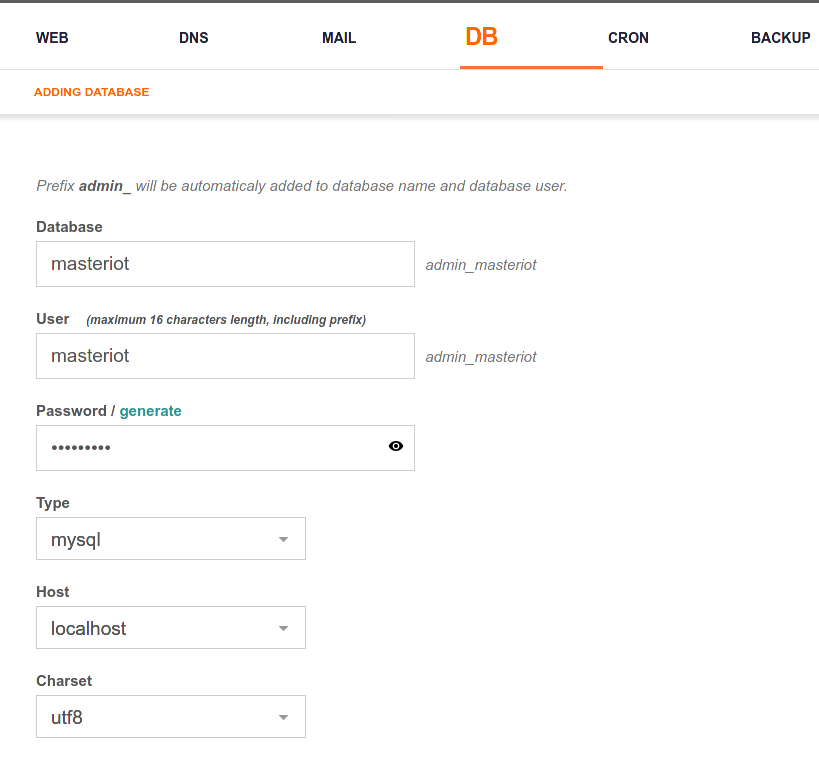 WEB DNS MAIL DB CRON BACKUP
ADDING DATABASE
Prefix admin_ will be automaticaly added to database name and database user.
Database
masteriot admin_masteriot
User (maximum 16 characters length, including prefix)
masteriot admin_masteriot
Password / generate
•••••••••
Type
mysql
Host
localhost
Charset
utf8